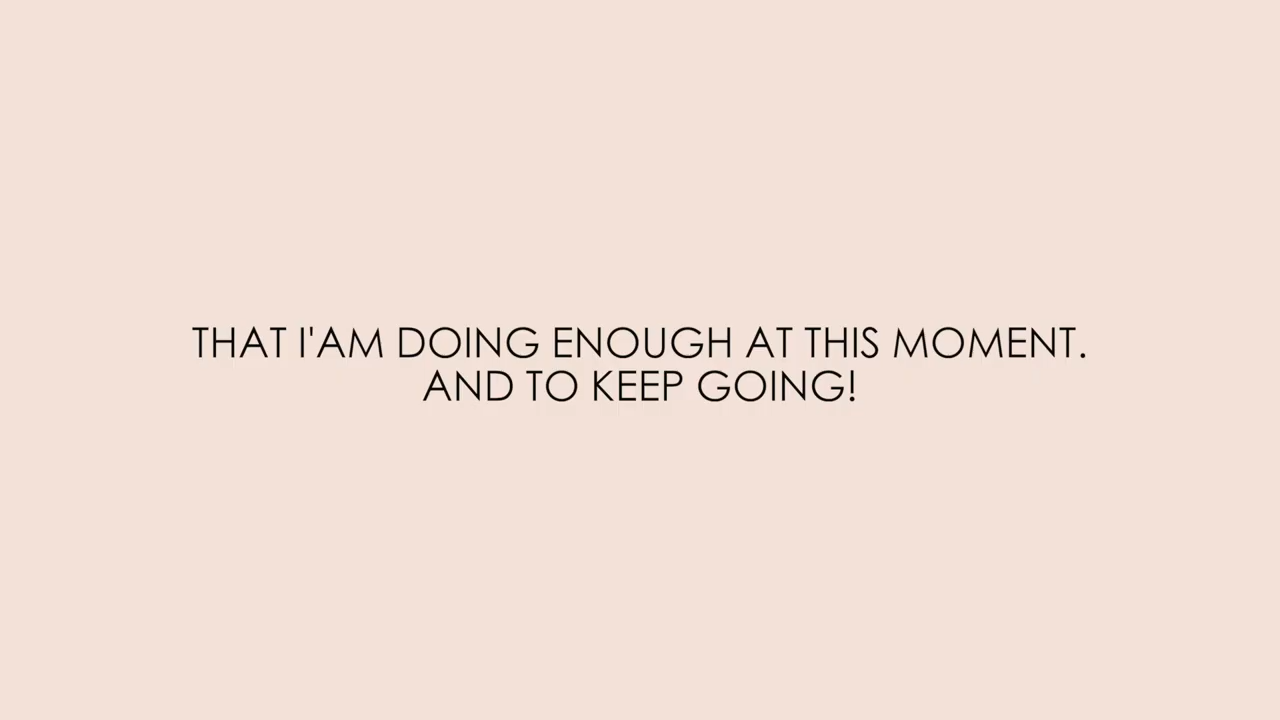 THAT I'AM DOING ENOUGH AT THIS MOMENT.
AND TO KEEP GOING!